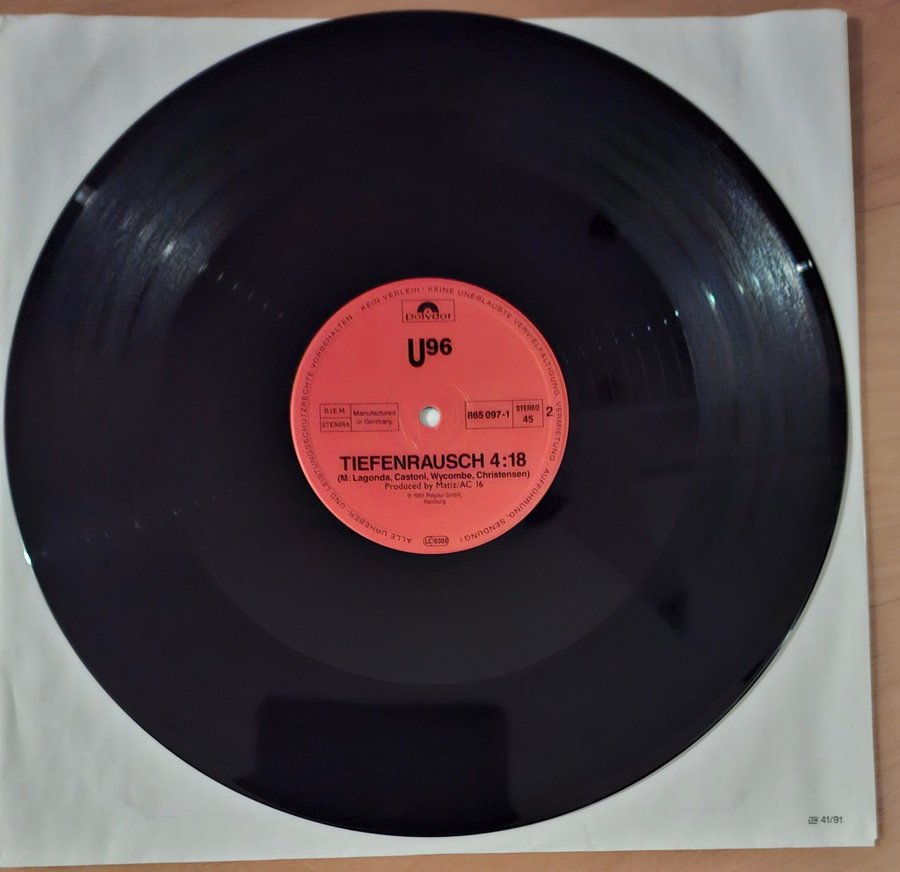 ALLE URHEBER- UND LEISTUNGSSCHUTZRECHTE VORBEHALTEN - KEIN VERLEIH! KEINE UNERLAUBTE VERVIELFÄLTIGUNG, VERMIETUNG, AUFFÜHRUNG, SENDUNG!
polydor
U96
B.I.E.M.
STEMRA
Manufactured
in Germany
865 097-1
STEREO
45
2
TIEFENRAUSCH 4:18
(M: Lagonda, Castoni, Wycombe, Christensen)
Produced by Matiz/AC 16
℗ 1991 Polydor GmbH,
Hamburg
LC 0309
41/91